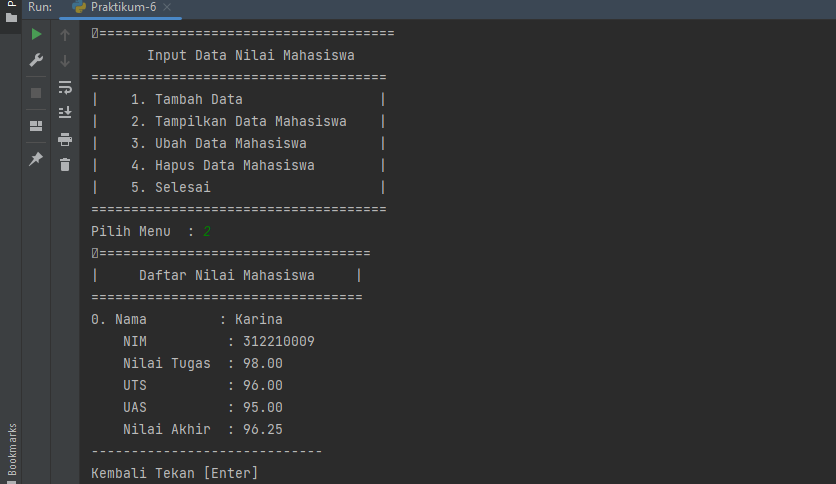 Run: Praktikum-6
=====================================
Input Data Nilai Mahasiswa
=====================================
| 1. Tambah Data |
| 2. Tampilkan Data Mahasiswa |
| 3. Ubah Data Mahasiswa |
| 4. Hapus Data Mahasiswa |
| 5. Selesai |
=====================================
Pilih Menu : 2
==================================
| Daftar Nilai Mahasiswa |
==================================
0. Nama : Karina
NIM : 312210009
Nilai Tugas : 98.00
UTS : 96.00
UAS : 95.00
Nilai Akhir : 96.25
-----------------------------
Kembali Tekan [Enter]
Bookmarks